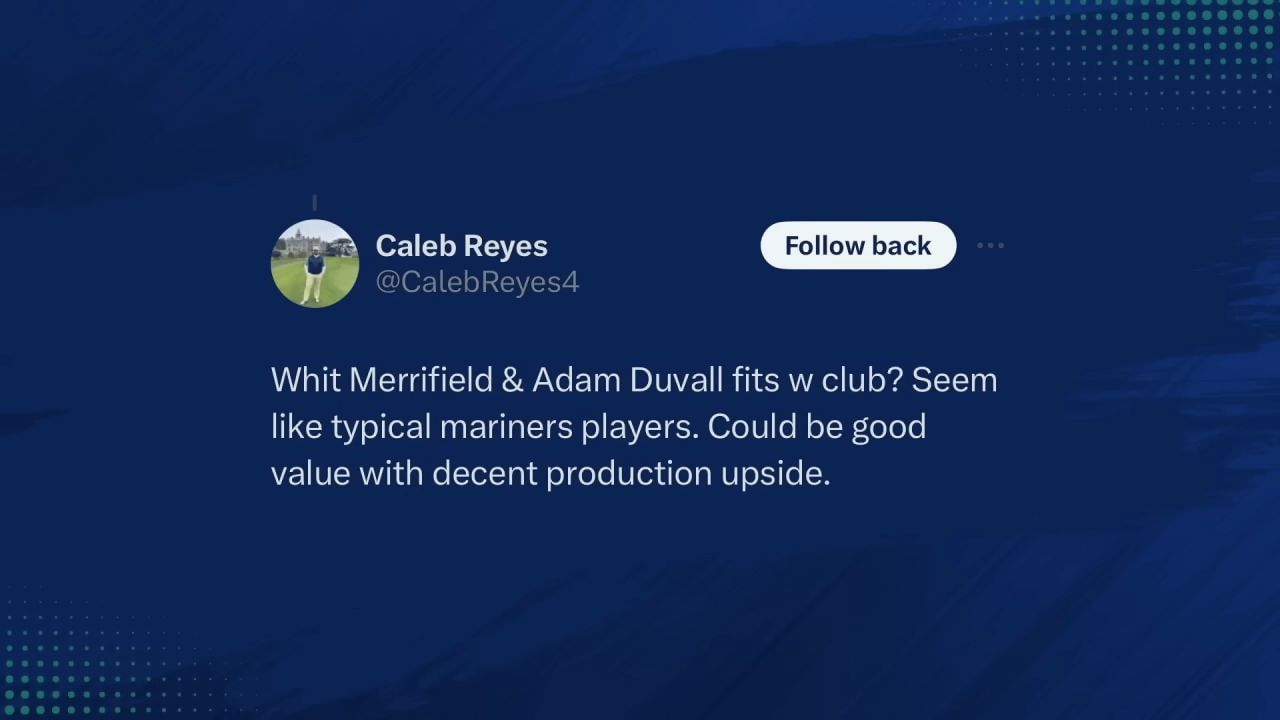 Caleb Reyes
Follow back
@CalebReyes4
Whit Merrifield & Adam Duvall fits w club? Seem
like typical mariners players. Could be good
value with decent production upside.